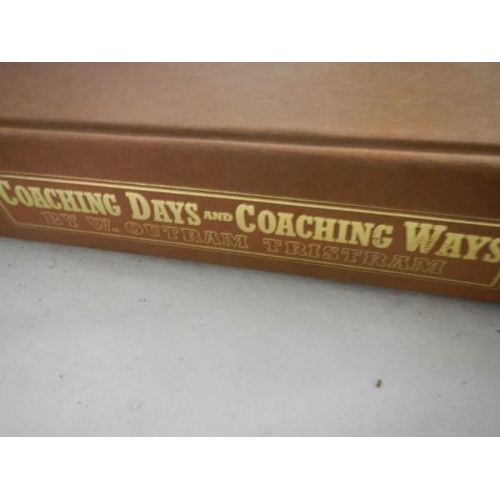 COACHING DAYS AND COACHING WAYS
BY W. OUTRAM TRISTRAM